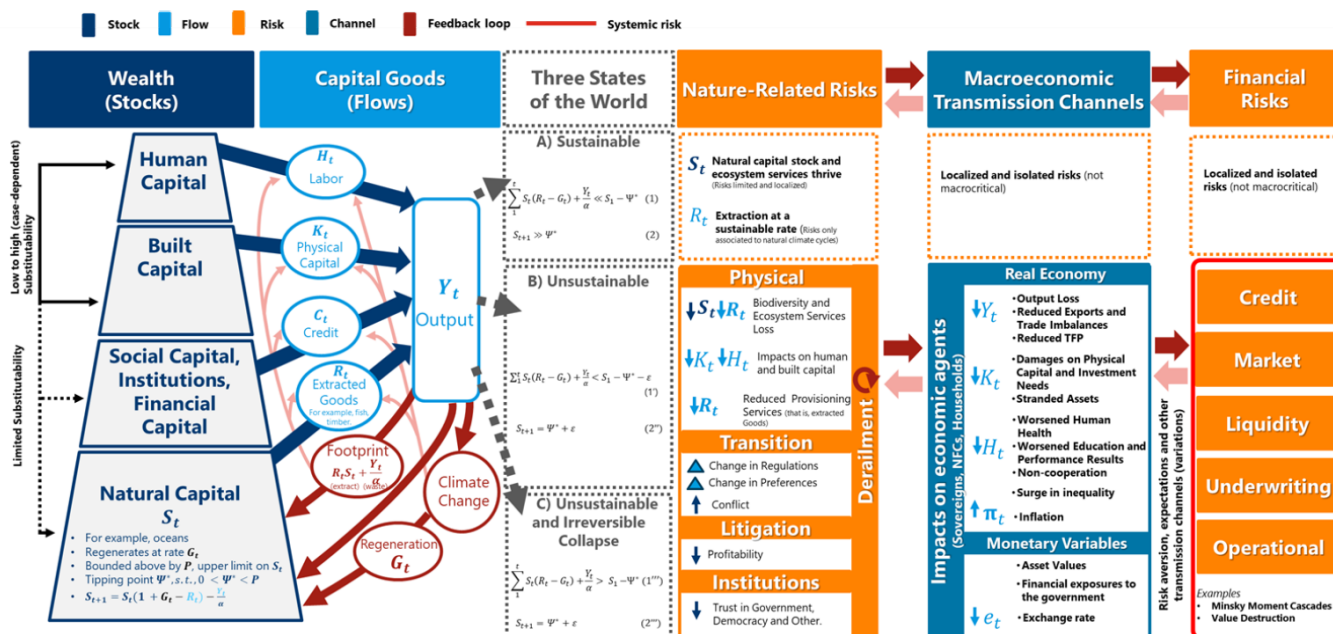 Stock
Flow
Risk
Channel
Feedback loop
Systemic risk
Wealth
(Stocks)
Capital Goods
(Flows)
Three States
of the World
Nature-Related Risks
Macroeconomic
Transmission Channels
Financial
Risks
Low to high (case-dependent)
Substitutability
Limited Substitutability
Human
Capital
Built
Capital
Social Capital,
Institutions,
Financial
Capital
Natural Capital
S_t
• For example, oceans
• Regenerates at rate G_t
• Bounded above by P, upper limit on S_t
• Tipping point Ψ*, s.t., 0 < Ψ* < P
• S_{t+1} = S_t(1 + G_t - R_t) - Y_t/α
H_t
Labor
K_t
Physical
Capital
C_t
Credit
R_t
Extracted
Goods
For example, fish,
timber.
Y_t
Output
Footprint
R_tS_t + Y_t/α
(extract) (waste)
Climate
Change
Regeneration
G_t
A) Sustainable
∑_1^t S_t(R_t − G_t) + Y_t/α ≪ S_1 − Ψ* (1)
S_{t+1} ≫ Ψ* (2)
B) Unsustainable
∑_1^t S_t(R_t − G_t) + Y_t/α < S_1 − Ψ* − ε
(1')
S_{t+1} = Ψ* + ε (2'')
C) Unsustainable
and Irreversible
Collapse
∑_1^t S_t(R_t − G_t) + Y_t/α > S_1 − Ψ* (1''')
S_{t+1} = Ψ* + ε (2''')
S_t Natural capital stock and
ecosystem services thrive
(Risks limited and localized)
R_t Extraction at a
sustainable rate (Risks only
associated to natural climate cycles)
Physical
↓S_t ↓R_t Biodiversity and
Ecosystem Services
Loss
↓K_t ↓H_t Impacts on human
and built capital
↓R_t Reduced Provisioning
Services (that is, extracted
Goods)
Transition
Change in Regulations
Change in Preferences
Conflict
Litigation
Profitability
Institutions
Trust in Government,
Democracy and Other.
Derailment
Localized and isolated risks (not
macrocritical)
Impacts on economic agents
(Sovereigns, NFCs, Households)
Real Economy
↓Y_t
• Output Loss
• Reduced Exports and
Trade Imbalances
• Reduced TFP
↓K_t
• Damages on Physical
Capital and Investment
Needs
• Stranded Assets
↓H_t
• Worsened Human
Health
• Worsened Education and
Performance Results
• Non-cooperation
• Surge in inequality
↑π_t
• Inflation
Monetary Variables
• Asset Values
• Financial exposures to
the government
↓e_t
• Exchange rate
Risk aversion, expectations and other
transmission channels (variations)
Localized and isolated
risks (not macrocritical)
Credit
Market
Liquidity
Underwriting
Operational
Examples
• Minsky Moment Cascades
• Value Destruction